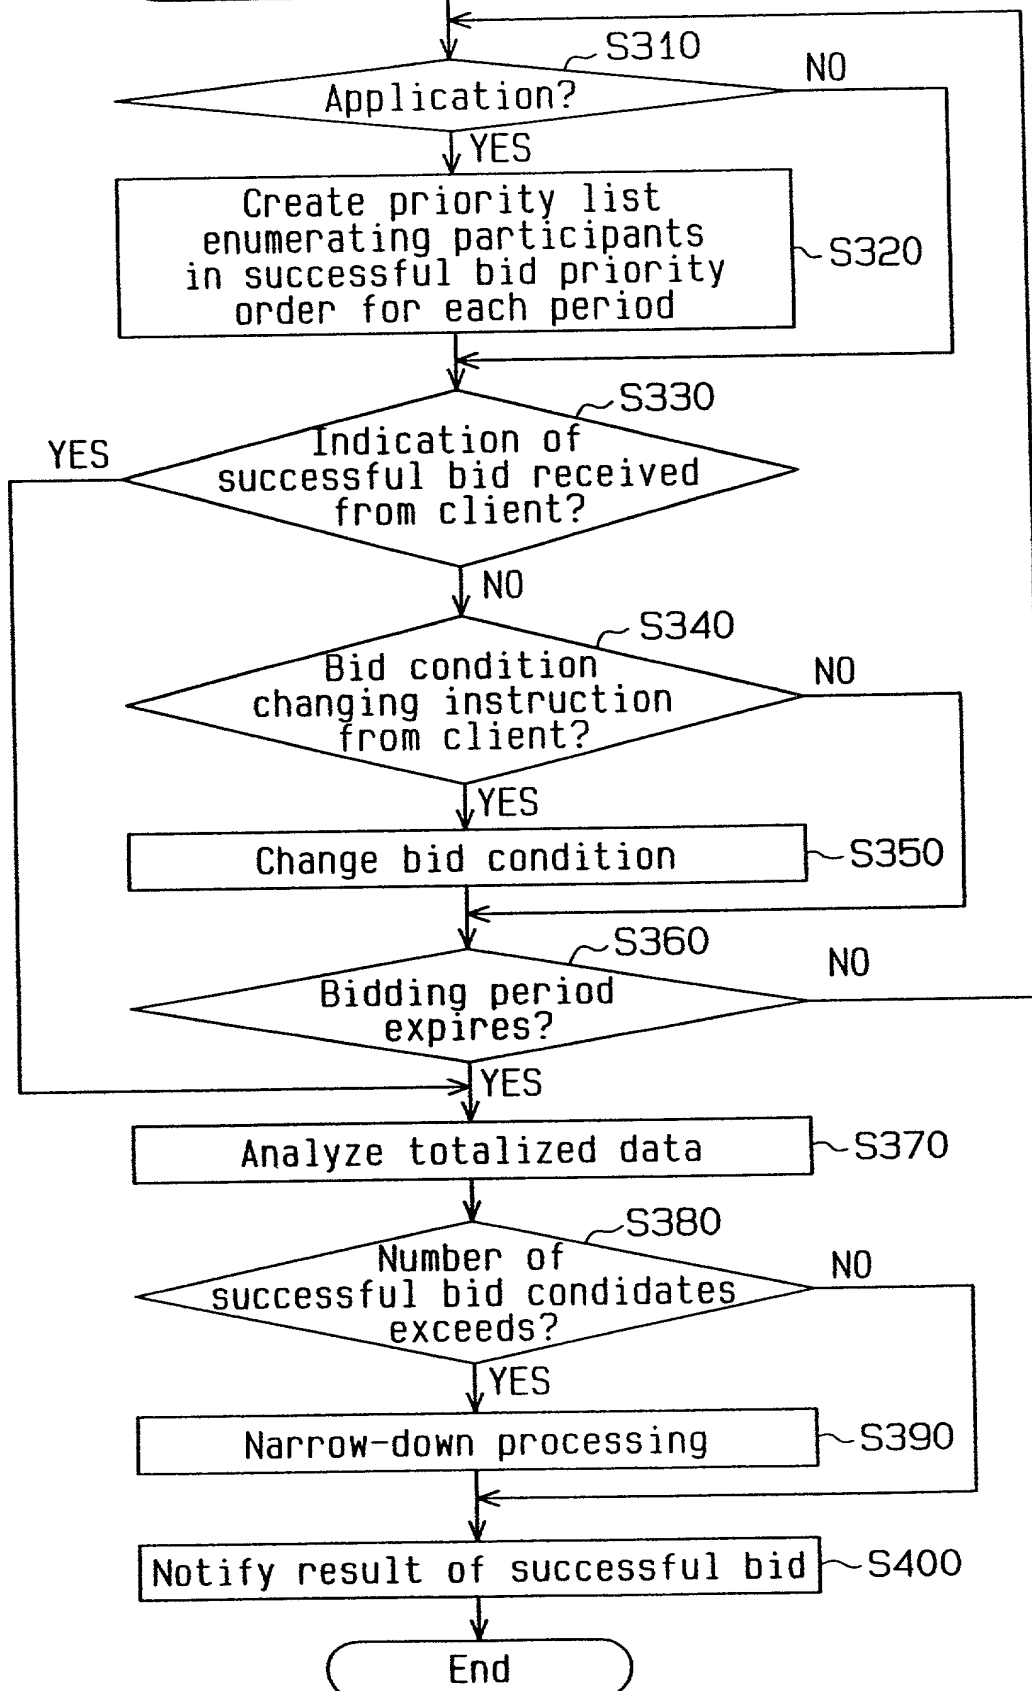 S310
NO
Application?
YES
Create priority list
enumerating participants
in successful bid priority
order for each period
S320
S330
YES
Indication of
successful bid received
from client?
NO
S340
Bid condition
changing instruction
from client?
NO
YES
Change bid condition
S350
S360
NO
Bidding period
expires?
YES
Analyze totalized data
S370
S380
Number of
successful bid condidates
exceeds?
NO
YES
Narrow-down processing
S390
Notify result of successful bid
S400
End